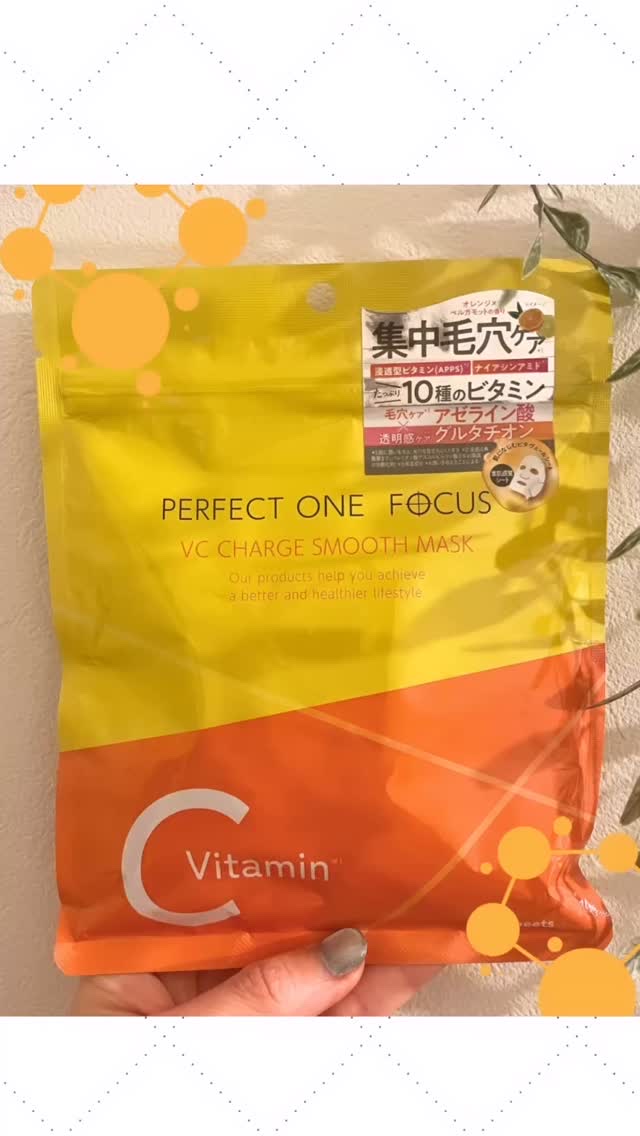 オレンジ×
ベルガモットの香り
集中毛穴ケア
浸透型ビタミン(APPS) ナイアシンアミド
たっぷり 10種のビタミン
毛穴ケア アゼライン酸
×
透明感ケア グルタチオン
PERFECT ONE FOCUS
VC CHARGE SMOOTH MASK
Our products help you achieve
a better and healthier lifestyle
C
Vitamin